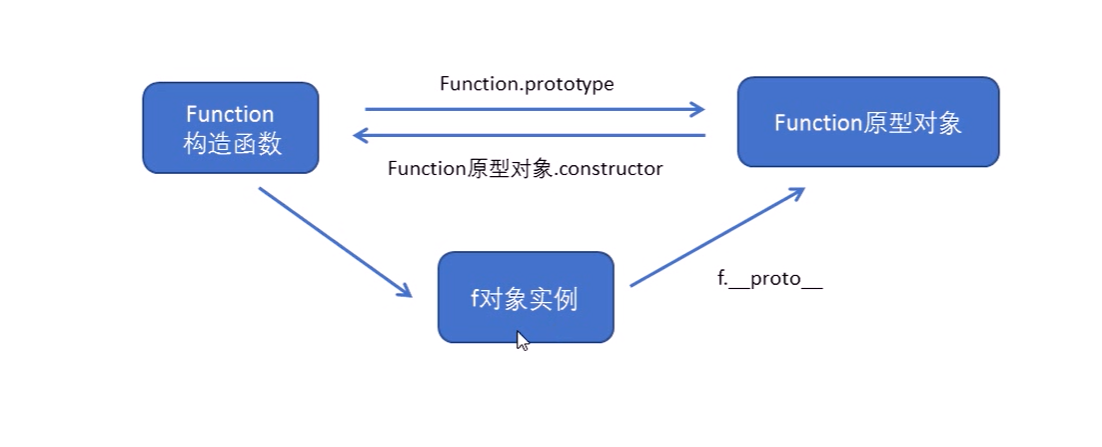 Function.prototype
Function
构造函数
Function原型对象
Function原型对象.constructor
f对象实例
f.__proto__